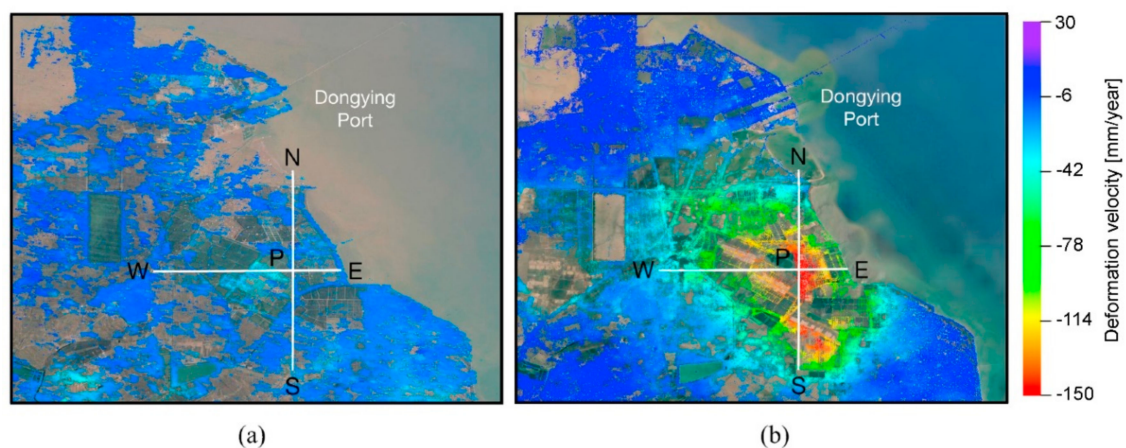 Dongying
Port
N
W
P
E
S
(a)
Dongying
Port
N
W
P
E
S
(b)
30
-6
-42
-78
-114
-150
Deformation velocity [mm/year]